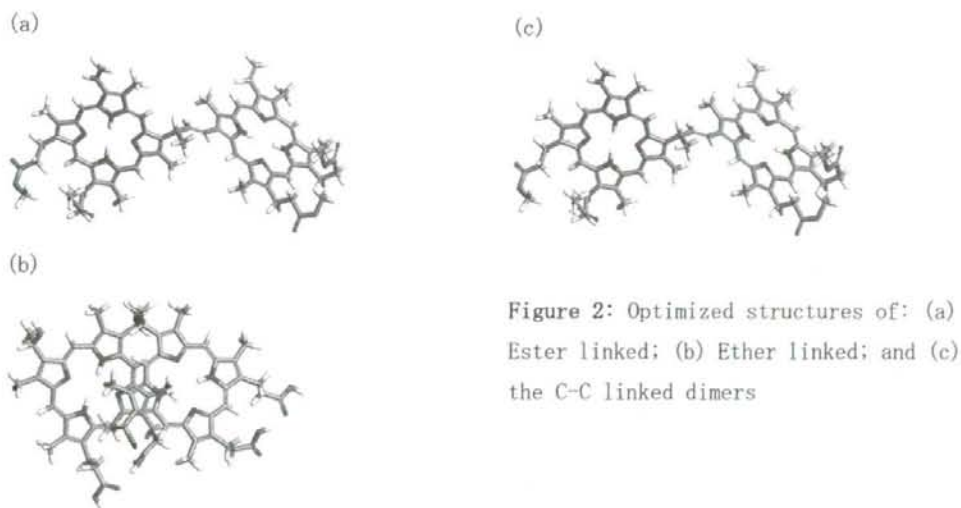 (a)
(c)
(b)
Figure 2: Optimized structures of: (a)
Ester linked; (b) Ether linked; and (c)
the C-C linked dimers